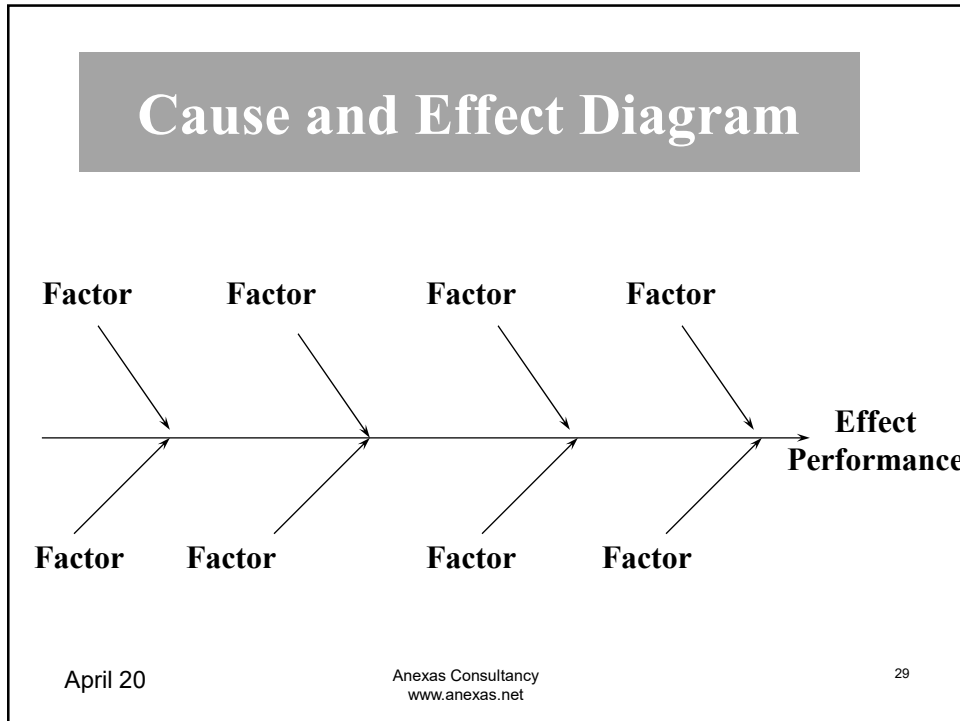 Cause and Effect Diagram
Factor Factor Factor Factor
Effect
Performance
Factor Factor Factor Factor
April 20
Anexas Consultancy
www.anexas.net
29